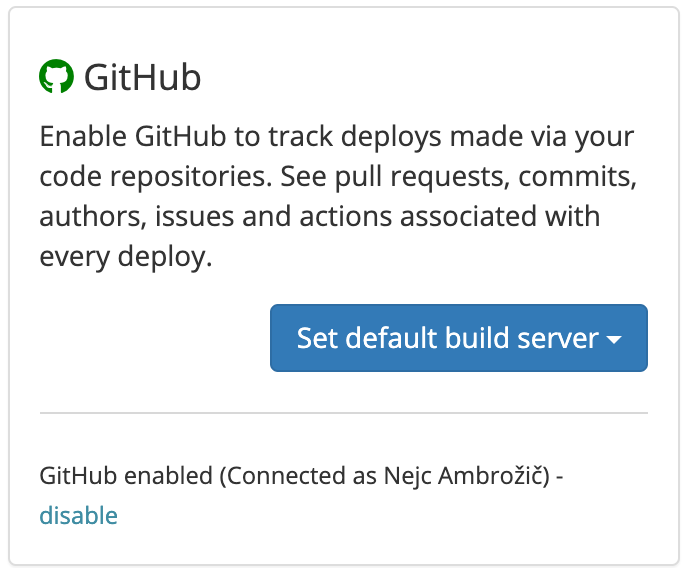 GitHub
Enable GitHub to track deploys made via your
code repositories. See pull requests, commits,
authors, issues and actions associated with
every deploy.
Set default build server
GitHub enabled (Connected as Nejc Ambrožič) -
disable